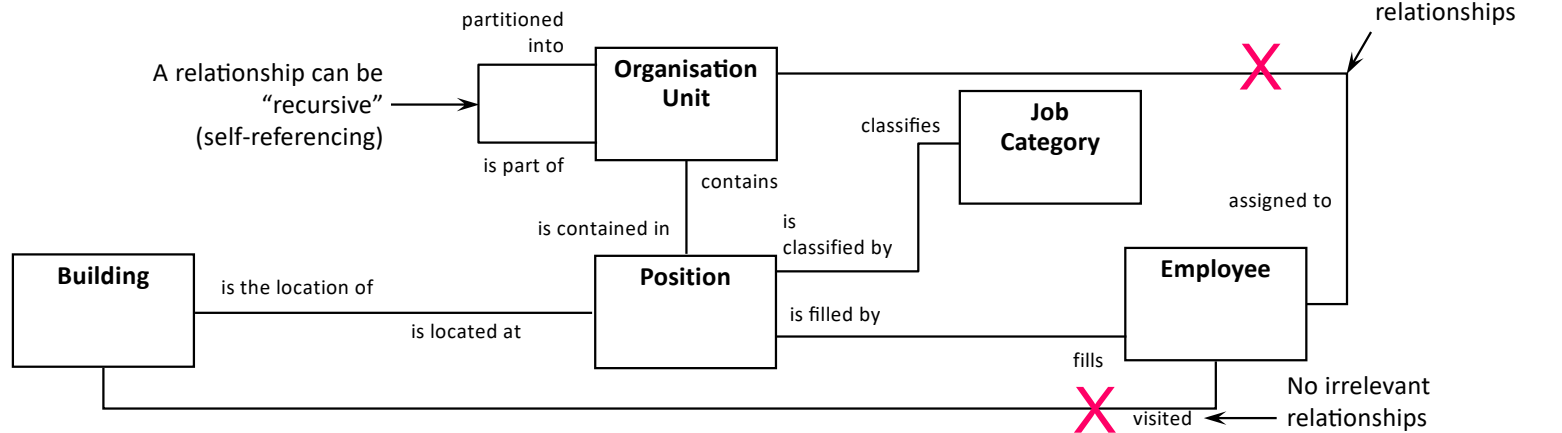 relationships
partitioned
into
A relationship can be
“recursive”
(self-referencing)
Organisation
Unit
is part of
classifies
Job
Category
contains
is contained in
is
classified by
assigned to
Building
is the location of
is located at
Position
is filled by
fills
Employee
X
X
visited
No irrelevant
relationships